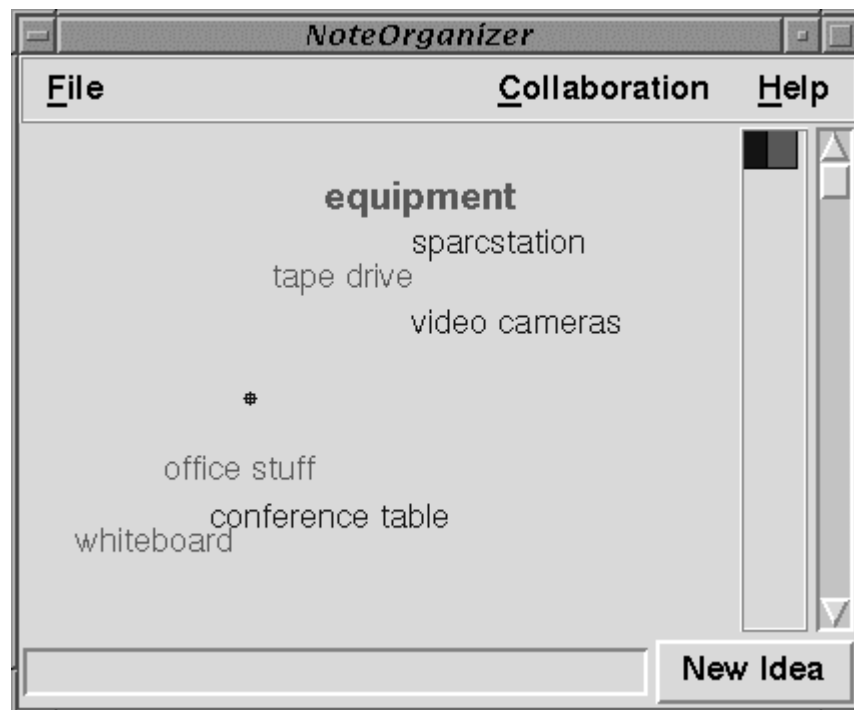 NoteOrganizer
File Collaboration Help
equipment
sparcstation
tape drive
video cameras
office stuff
conference table
whiteboard
New Idea